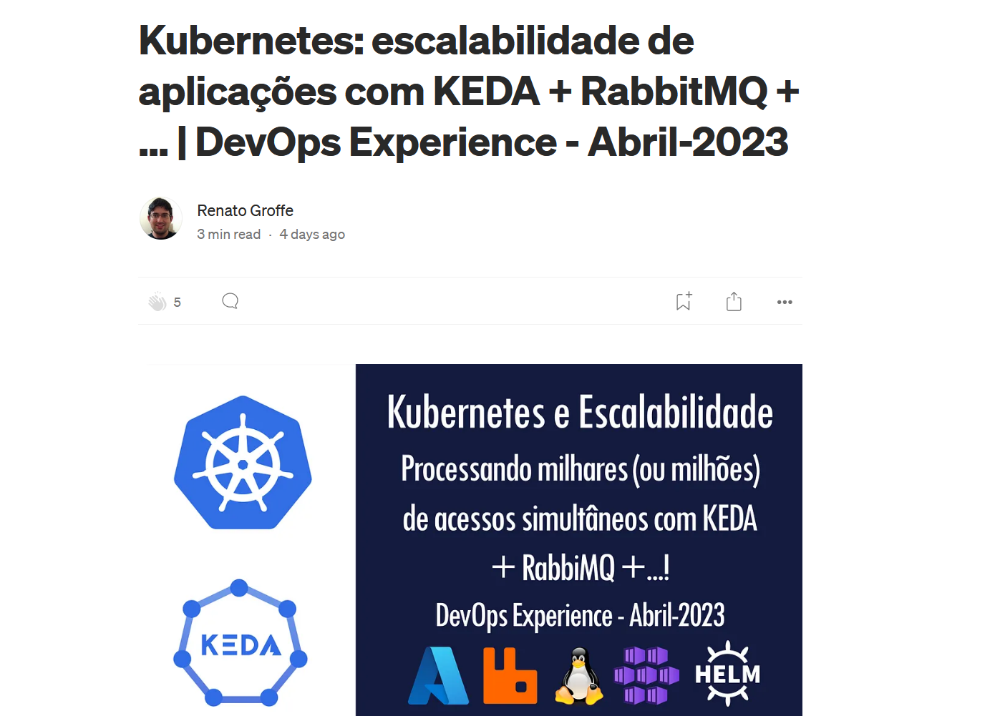 Kubernetes: escalabilidade de
aplicações com KEDA + RabbitMQ +
... | DevOps Experience - Abril-2023
Renato Groffe
3 min read · 4 days ago
5
Kubernetes e Escalabilidade
Processando milhares (ou milhões)
de acessos simultâneos com KEDA
+ RabbiMQ +...!
DevOps Experience - Abril-2023
KEDA
HELM